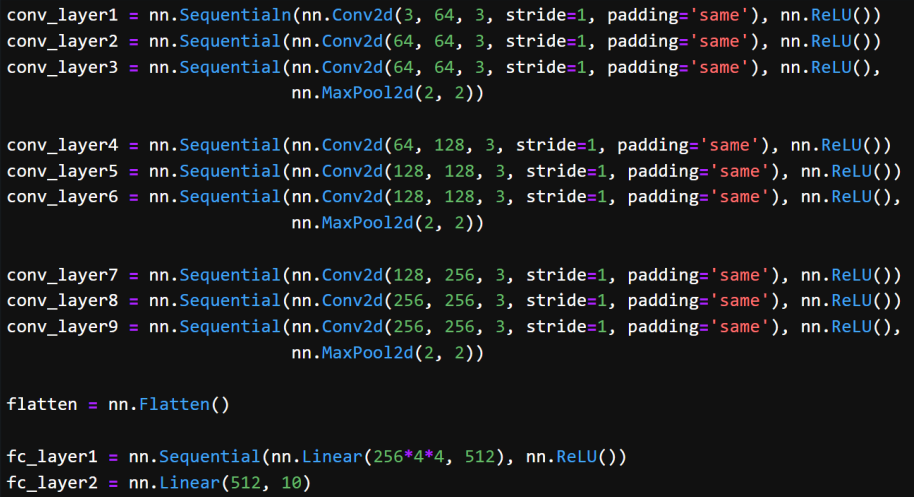 conv_layer1 = nn.Sequentialn(nn.Conv2d(3, 64, 3, stride=1, padding='same'), nn.ReLU())
conv_layer2 = nn.Sequential(nn.Conv2d(64, 64, 3, stride=1, padding='same'), nn.ReLU())
conv_layer3 = nn.Sequential(nn.Conv2d(64, 64, 3, stride=1, padding='same'), nn.ReLU(),
                            nn.MaxPool2d(2, 2))

conv_layer4 = nn.Sequential(nn.Conv2d(64, 128, 3, stride=1, padding='same'), nn.ReLU())
conv_layer5 = nn.Sequential(nn.Conv2d(128, 128, 3, stride=1, padding='same'), nn.ReLU())
conv_layer6 = nn.Sequential(nn.Conv2d(128, 128, 3, stride=1, padding='same'), nn.ReLU(),
                            nn.MaxPool2d(2, 2))

conv_layer7 = nn.Sequential(nn.Conv2d(128, 256, 3, stride=1, padding='same'), nn.ReLU())
conv_layer8 = nn.Sequential(nn.Conv2d(256, 256, 3, stride=1, padding='same'), nn.ReLU())
conv_layer9 = nn.Sequential(nn.Conv2d(256, 256, 3, stride=1, padding='same'), nn.ReLU(),
                            nn.MaxPool2d(2, 2))

flatten = nn.Flatten()

fc_layer1 = nn.Sequential(nn.Linear(256*4*4, 512), nn.ReLU())
fc_layer2 = nn.Linear(512, 10)